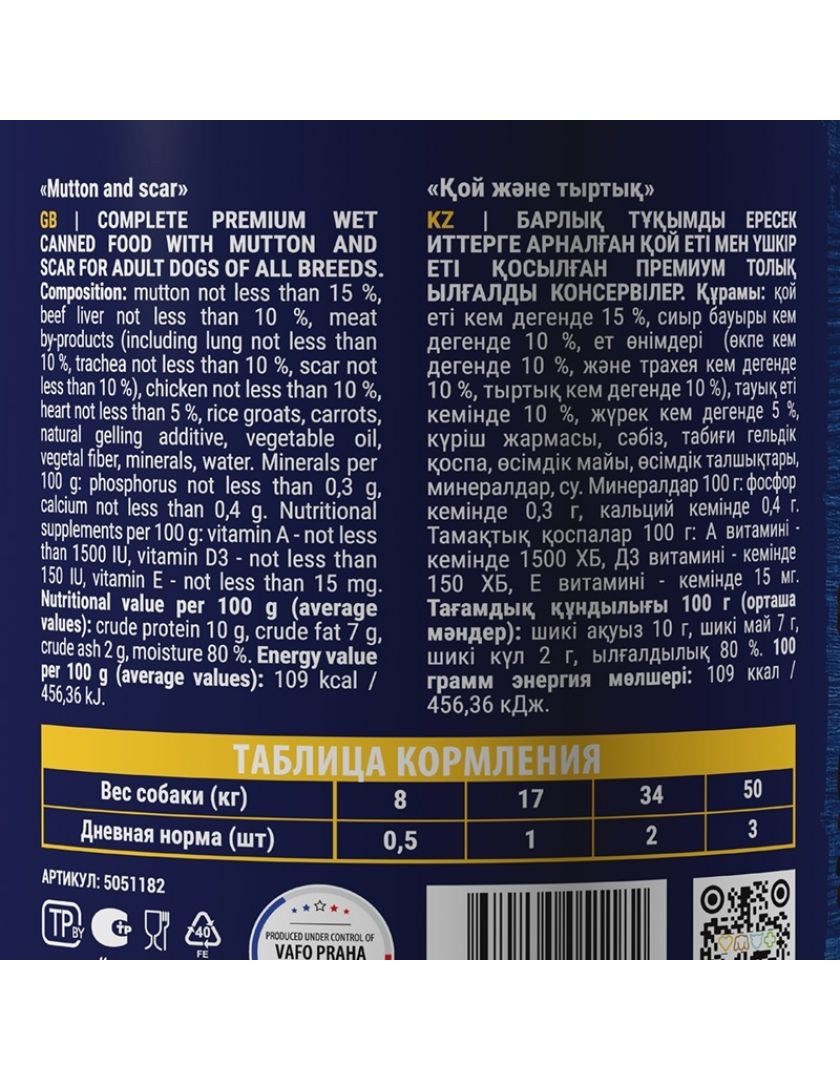 «Mutton and scar»
GB | COMPLETE PREMIUM WET
CANNED FOOD WITH MUTTON AND
SCAR FOR ADULT DOGS OF ALL BREEDS.
Composition: mutton not less than 15 %,
beef liver not less than 10 %, meat
by-products (including lung not less than
10 %, trachea not less than 10 %, scar not
less than 10 %), chicken not less than 10 %,
heart not less than 5 %, rice groats, carrots,
natural gelling additive, vegetable oil,
vegetal fiber, minerals, water. Minerals per
100 g: phosphorus not less than 0,3 g,
calcium not less than 0,4 g. Nutritional
supplements per 100 g: vitamin A - not less
than 1500 IU, vitamin D3 - not less than
150 IU, vitamin E - not less than 15 mg.
Nutritional value per 100 g (average
values): crude protein 10 g, crude fat 7 g,
crude ash 2 g, moisture 80 %. Energy value
per 100 g (average values): 109 kcal /
456,36 kJ.
«Қой және тыртық»
KZ | БАРЛЫҚ ТҰҚЫМДЫ ЕРЕСЕК
ИТТЕРГЕ АРНАЛҒАН ҚОЙ ЕТІ МЕН ҮШКІР
ЕТІ ҚОСЫЛҒАН ПРЕМИУМ ТОЛЫҚ
ЫЛҒАЛДЫ КОНСЕРВІЛЕР. Құрамы: қой
еті кем дегенде 15 %, сиыр бауыры кем
дегенде 10 %, ет өнімдері (өкпе кем
дегенде 10 %, және трахея кем дегенде
10 %, тыртық кем дегенде 10 %), тауық еті
кемінде 10 %, жүрек кем дегенде 5 %,
күріш жармасы, сәбіз, табиғи гельдік
қоспа, өсімдік майы, өсімдік талшықтары,
минералдар, су. Минералдар 100 г: фосфор
кемінде 0,3 г, кальций кемінде 0,4 г.
Тамақтық қоспалар 100 г: А витамині -
кемінде 1500 ХБ, Д3 витамині - кемінде
150 ХБ, Е витамині - кемінде 15 мг.
Тағамдық құндылығы 100 г (орташа
мәндер): шикі ақуыз 10 г, шикі май 7 г,
шикі күл 2 г, ылғалдылық 80 %. 100
грамм энергия мөлшері: 109 ккал /
456,36 кДж.
ТАБЛИЦА КОРМЛЕНИЯ
Вес собаки (кг) 8 17 34 50
Дневная норма (шт) 0,5 1 2 3
АРТИКУЛ: 5051182
TP BY
TP
40
FE
PRODUCED UNDER CONTROL OF
VAFO PRAHA